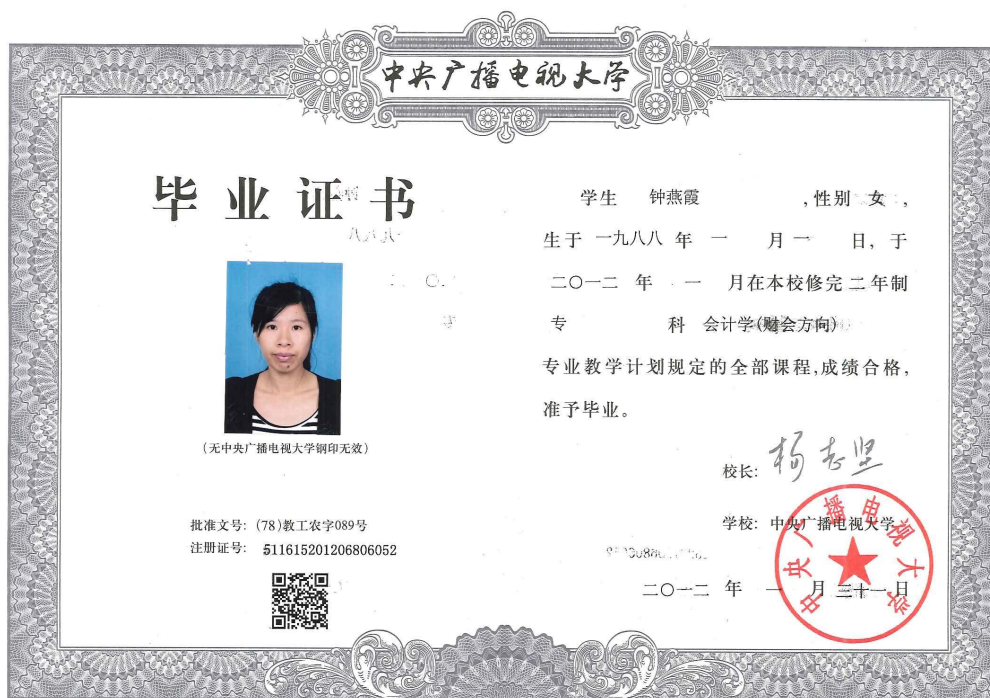 中央广播电视大学
毕业证书
学生 钟燕霞 ,性别 女 ,
生于 一九八八 年 一 月 一 日, 于
二〇一二 年 一 月在本校修完 二 年制
专 科 会计学(财会方向)
专业教学计划规定的全部课程,成绩合格,
准予毕业。
(无中央广播电视大学钢印无效)
校长: 杨志坚
学校: 中央广播电视大学
批准文号: (78)教工农字089号
注册证号: 511615201206806052
二〇一二 年 一 月 三十一 日
中央广播电视大学